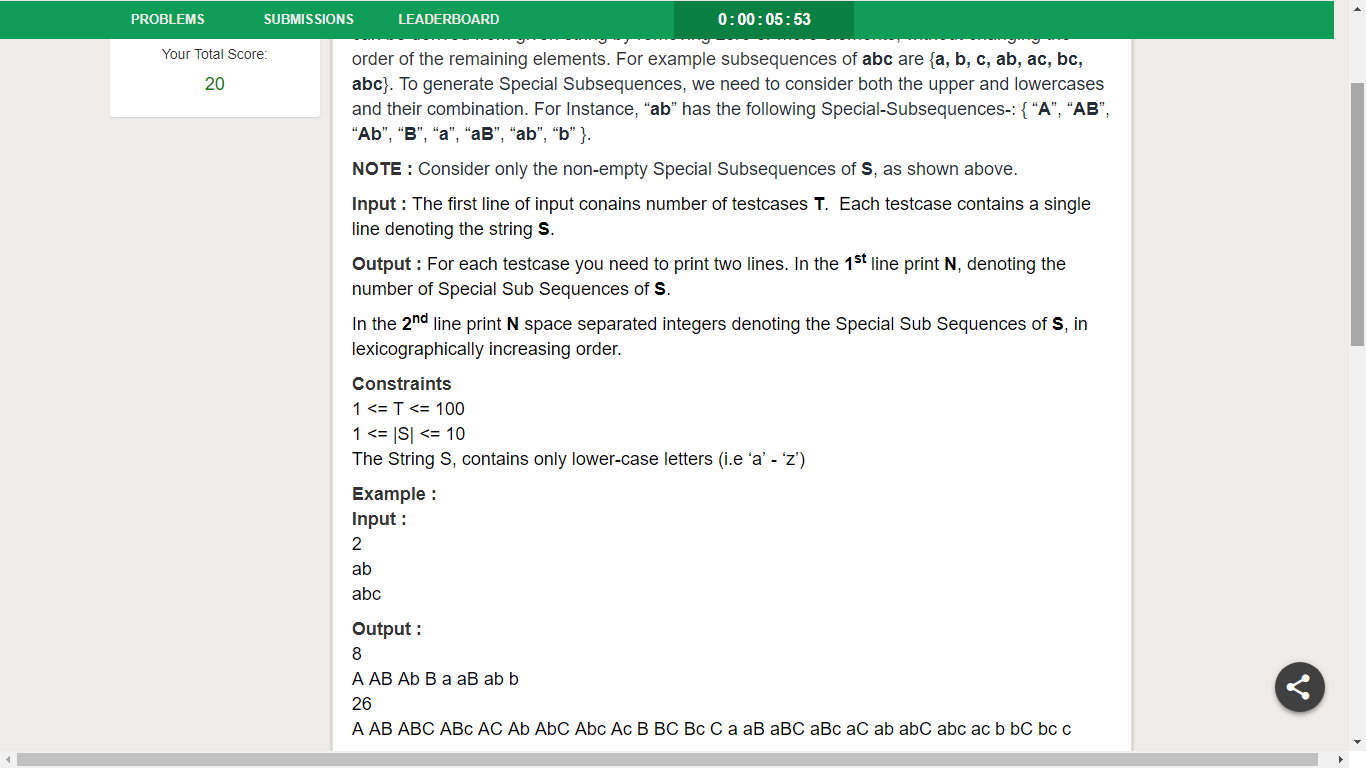 PROBLEMS SUBMISSIONS LEADERBOARD 0 : 00 : 05 : 53
Your Total Score:
20
order of the remaining elements. For example subsequences of abc are {a, b, c, ab, ac, bc,
abc}. To generate Special Subsequences, we need to consider both the upper and lowercases
and their combination. For Instance, “ab” has the following Special-Subsequences-: { “A”, “AB”,
“Ab”, “B”, “a”, “aB”, “ab”, “b” }.
NOTE : Consider only the non-empty Special Subsequences of S, as shown above.
Input : The first line of input conains number of testcases T. Each testcase contains a single
line denoting the string S.
Output : For each testcase you need to print two lines. In the 1st line print N, denoting the
number of Special Sub Sequences of S.
In the 2nd line print N space separated integers denoting the Special Sub Sequences of S, in
lexicographically increasing order.
Constraints
1 <= T <= 100
1 <= |S| <= 10
The String S, contains only lower-case letters (i.e ‘a’ - ‘z’)
Example :
Input :
2
ab
abc
Output :
8
A AB Ab B a aB ab b
26
A AB ABC ABc AC Ab AbC Abc Ac B BC Bc C a aB aBC aBc aC ab abC abc ac b bC bc c